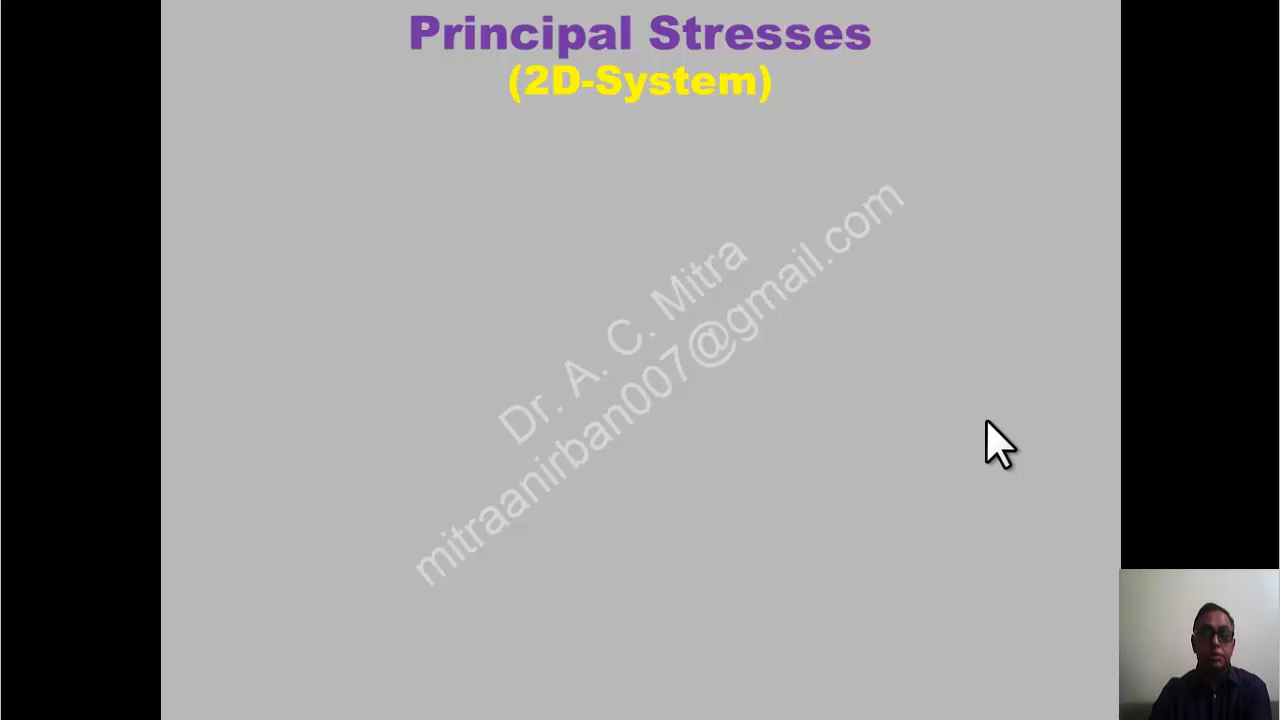 Principal Stresses
(2D-System)
Dr. A. C. Mitra
mitraanirban007@gmail.com